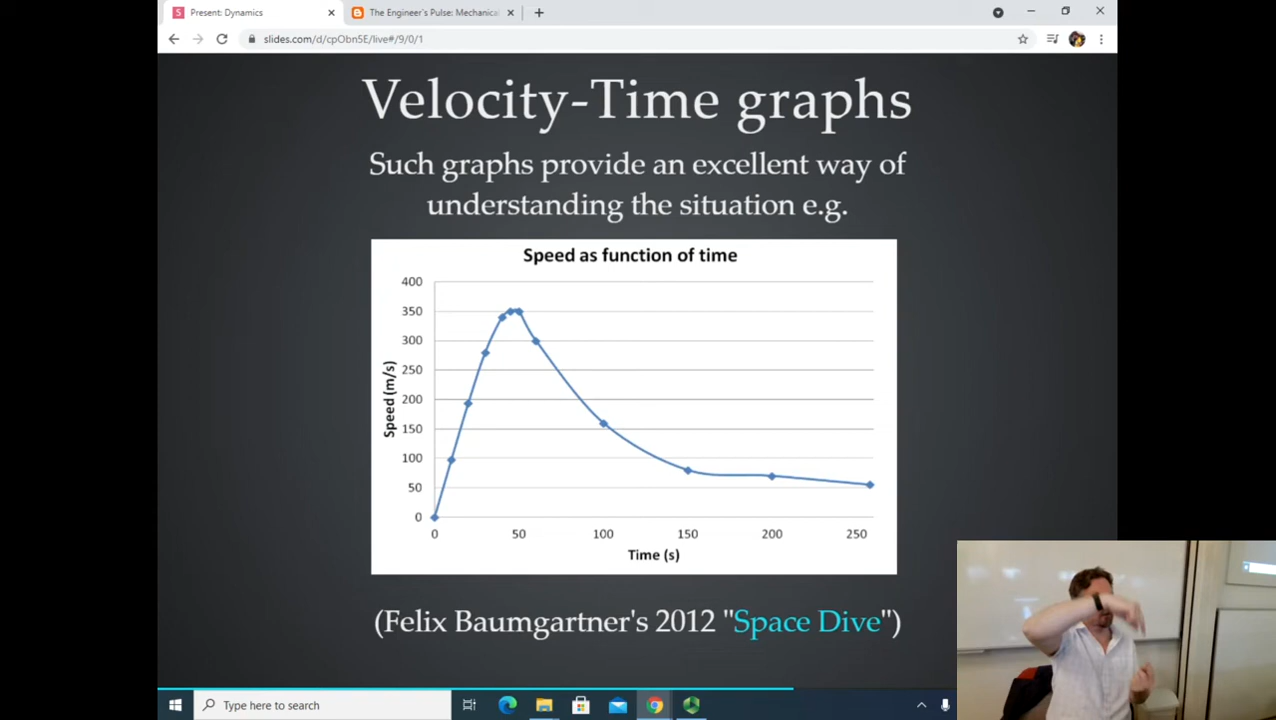 Present: Dynamics
The Engineer's Pulse: Mechanical
slides.com/d/cpObn5E/live#/9/0/1
Velocity-Time graphs
Such graphs provide an excellent way of
understanding the situation e.g.
Speed as function of time
Speed (m/s)
400
350
300
250
200
150
100
50
0
0 50 100 150 200 250
Time (s)
(Felix Baumgartner's 2012 "Space Dive")
Type here to search